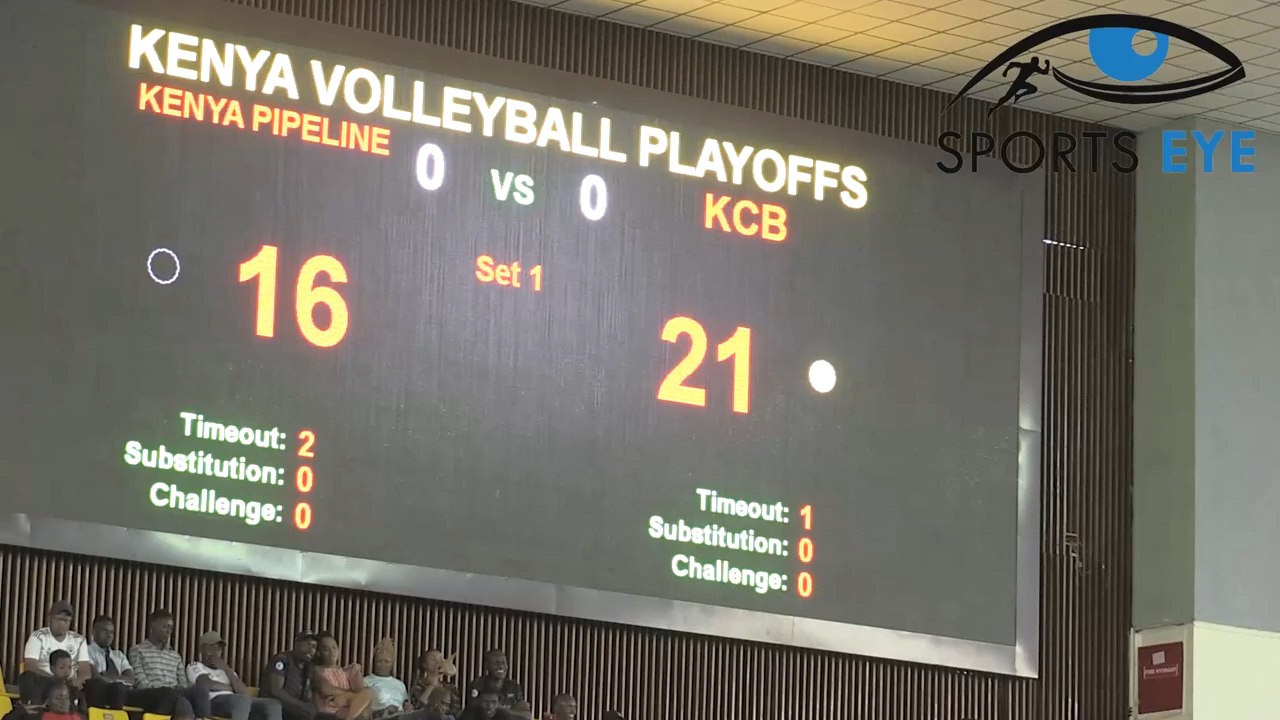 KENYA VOLLEYBALL PLAYOFFS
KENYA PIPELINE 0 VS 0 KCB
16 Set 1 21
Timeout: 2
Substitution: 0
Challenge: 0
Timeout: 1
Substitution: 0
Challenge: 0
SPORTS EYE